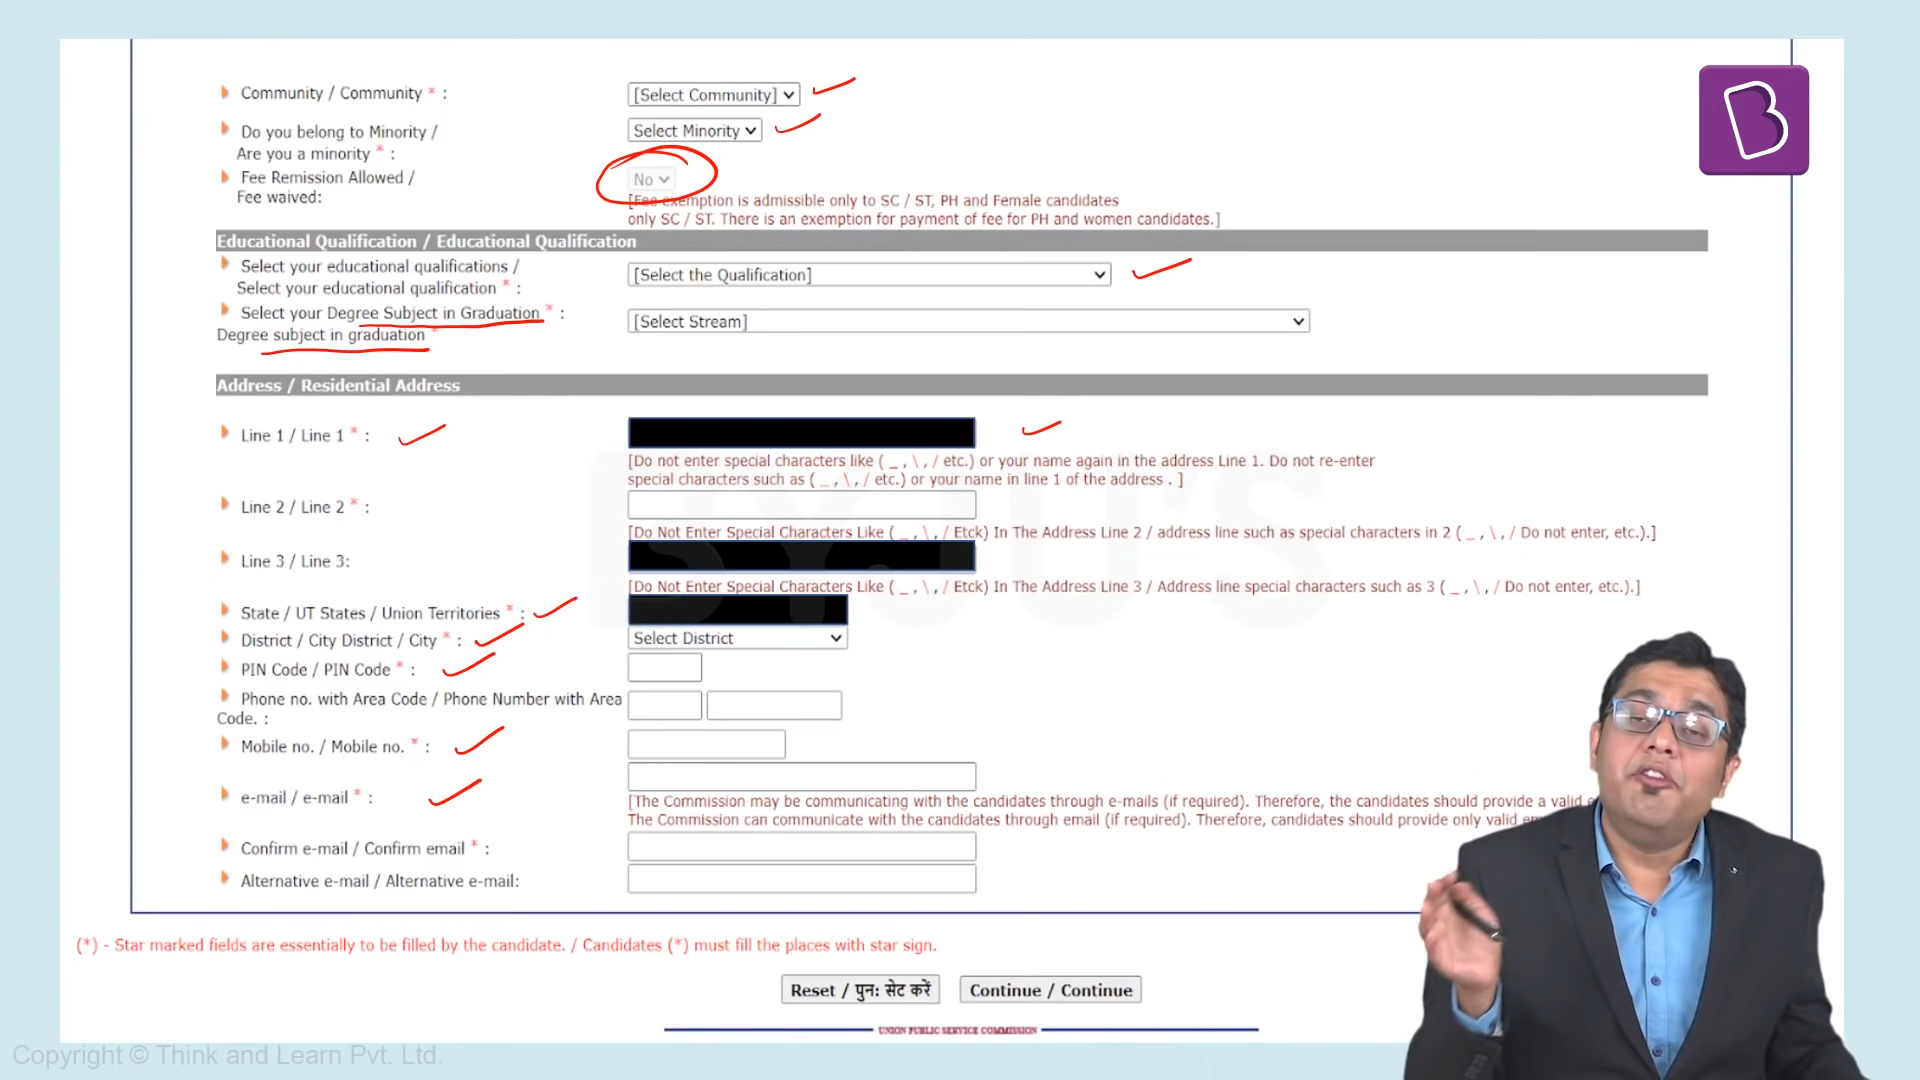 Community / Community * :
[Select Community]
Do you belong to Minority /
Are you a minority * :
Select Minority
Fee Remission Allowed /
Fee waived:
No
[Fee exemption is admissible only to SC / ST, PH and Female candidates
only SC / ST. There is an exemption for payment of fee for PH and women candidates.]
Educational Qualification / Educational Qualification
Select your educational qualifications /
Select your educational qualification * :
[Select the Qualification]
Select your Degree Subject in Graduation * :
Degree subject in graduation *
[Select Stream]
Address / Residential Address
Line 1 / Line 1 * :
[Do not enter special characters like ( _ , \ , / etc.) or your name again in the address Line 1. Do not re-enter
special characters such as ( _ , \ , / etc.) or your name in line 1 of the address . ]
Line 2 / Line 2 * :
[Do Not Enter Special Characters Like ( _ , \ , / Etck) In The Address Line 2 / address line such as special characters in 2 ( _ , \ , / Do not enter, etc.).]
Line 3 / Line 3:
[Do Not Enter Special Characters Like ( _ , \ , / Etck) In The Address Line 3 / Address line special characters such as 3 ( _ , \ , / Do not enter, etc.).]
State / UT States / Union Territories * :
District / City District / City * :
Select District
PIN Code / PIN Code * :
Phone no. with Area Code / Phone Number with Area
Code. :
Mobile no. / Mobile no. * :
e-mail / e-mail * :
[The Commission may be communicating with the candidates through e-mails (if required). Therefore, the candidates should provide a valid
The Commission can communicate with the candidates through email (if required). Therefore, candidates should provide only valid
Confirm e-mail / Confirm email * :
Alternative e-mail / Alternative e-mail:
(*) - Star marked fields are essentially to be filled by the candidate. / Candidates (*) must fill the places with star sign.
Reset / पुन: सेट करें
Continue / Continue
UNION PUBLIC SERVICE COMMISSION
BYJU'S
B
Copyright © Think and Learn Pvt. Ltd.